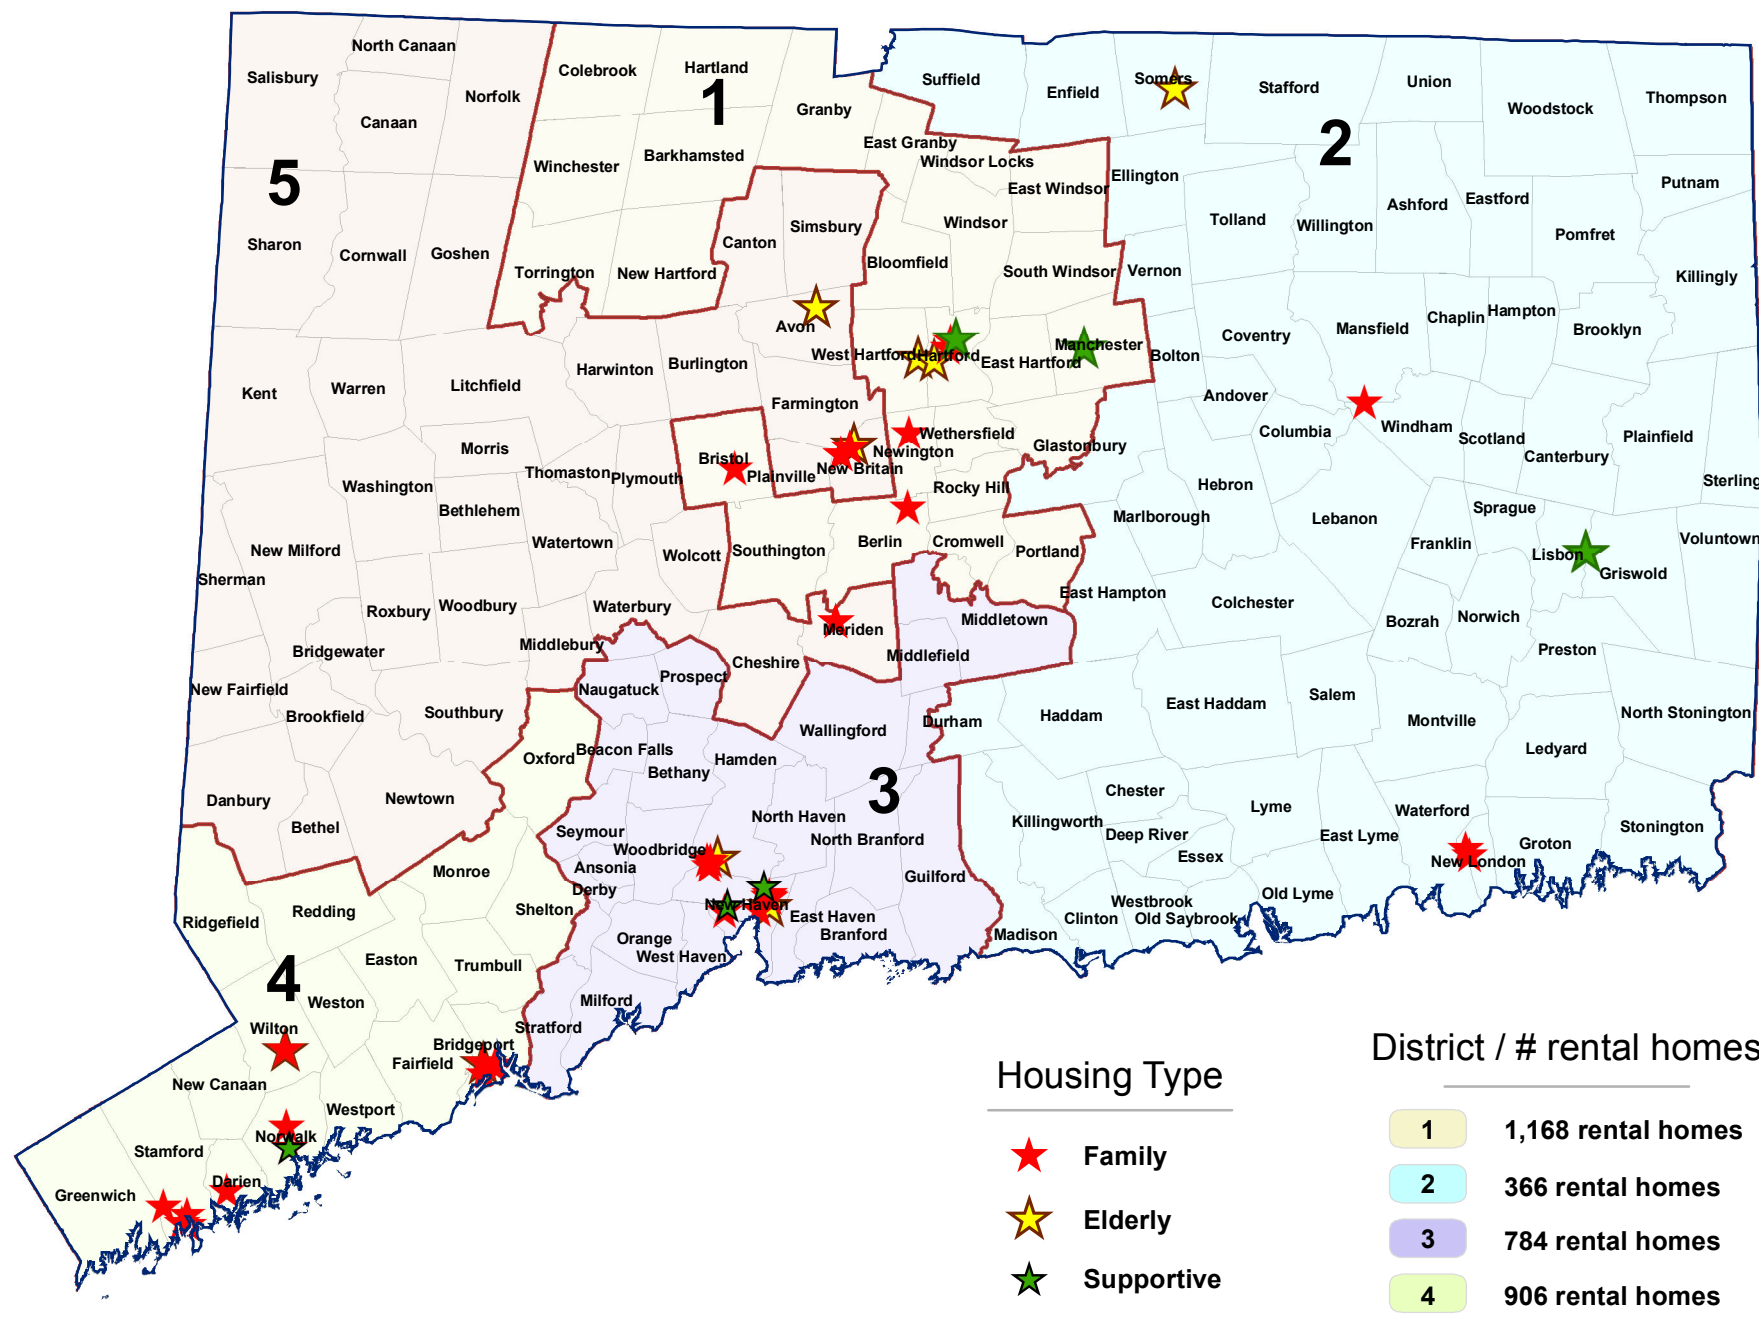 North Canaan
Salisbury
Norfolk
Canaan
Colebrook
Hartland
1
Granby
Suffield
Enfield
Somers
Stafford
Union
Woodstock
Thompson
East Granby
Windsor Locks
Winchester
Barkhamsted
East Windsor
Ellington
2
Putnam
5
Eastford
Ashford
Tolland
Willington
Pomfret
Simsbury
Windsor
Canton
Sharon
Cornwall
Goshen
Torrington
New Hartford
Bloomfield
South Windsor
Vernon
Killingly
Hampton
Chaplin
Mansfield
Brooklyn
Coventry
Avon
West Hartford
Hartford
East Hartford
Manchester
Bolton
Burlington
Harwinton
Litchfield
Warren
Kent
Andover
Farmington
Wethersfield
Glastonbury
Columbia
Windham
Scotland
Plainfield
Canterbury
Morris
Newington
New Britain
Bristol
Plainville
Thomaston
Plymouth
Washington
Rocky Hill
Hebron
Sterling
Sprague
Marlborough
Lebanon
Bethlehem
Watertown
Wolcott
Southington
Berlin
Cromwell
Portland
New Milford
Franklin
Lisbon
Voluntown
Griswold
Sherman
Roxbury
Woodbury
Waterbury
East Hampton
Colchester
Bozrah
Norwich
Meriden
Middletown
Middlebury
Bridgewater
Cheshire
Middlefield
Preston
New Fairfield
Naugatuck
Prospect
Brookfield
Southbury
Salem
East Haddam
Haddam
Durham
Wallingford
Montville
North Stonington
Ledyard
Oxford
Beacon Falls
Bethany
Hamden
Danbury
Newtown
3
Chester
Lyme
Waterford
Bethel
North Haven
Killingworth
Deep River
East Lyme
Stonington
Seymour
Woodbridge
North Branford
Groton
Essex
New London
Ansonia
Monroe
Derby
Guilford
Old Lyme
Westbrook
Shelton
New Haven
East Haven
Clinton
Old Saybrook
Redding
Ridgefield
Branford
Madison
Orange
West Haven
Easton
Trumbull
4
Weston
Milford
Wilton
Stratford
Bridgeport
Fairfield
New Canaan
Westport
Norwalk
Stamford
Darien
Greenwich
Housing Type
Family
Elderly
Supportive
District / # rental homes
1 1,168 rental homes
2 366 rental homes
3 784 rental homes
4 906 rental homes